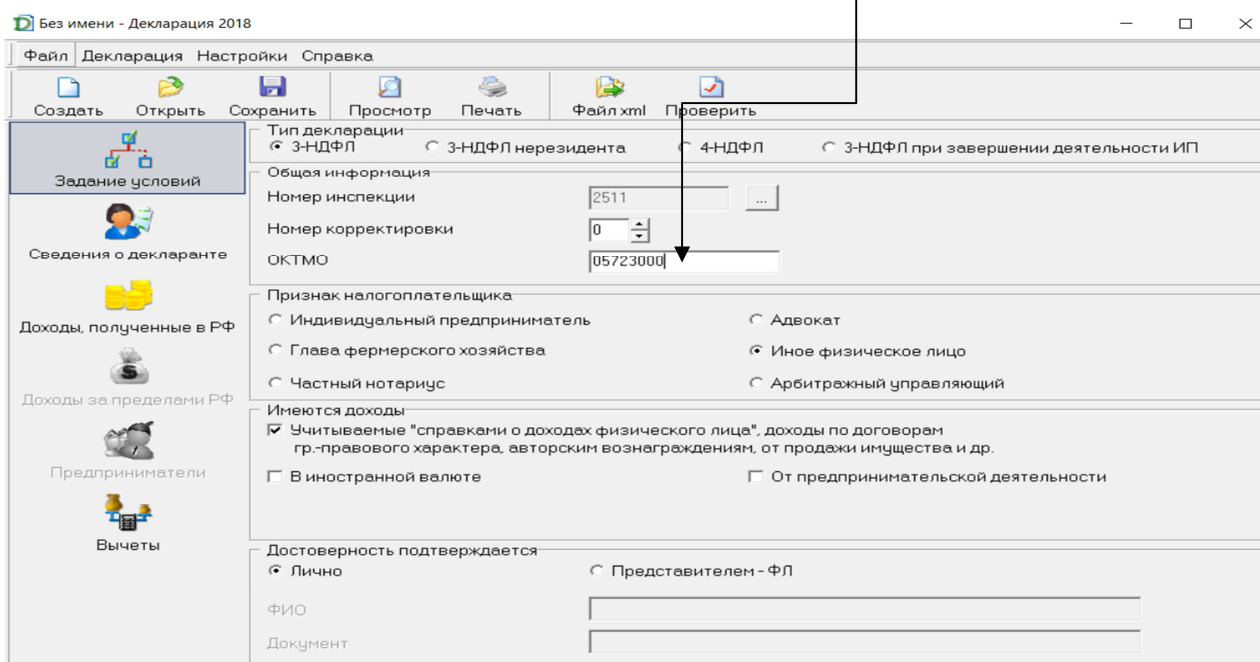 Без имени - Декларация 2018
Файл Декларация Настройки Справка
Создать Открыть Сохранить Просмотр Печать Файл xml Проверить
Задание условий
Сведения о декларанте
Доходы, полученные в РФ
Доходы за пределами РФ
Предприниматели
Вычеты
Тип декларации
3-НДФЛ 3-НДФЛ нерезидента 4-НДФЛ 3-НДФЛ при завершении деятельности ИП
Общая информация
Номер инспекции 2511 ...
Номер корректировки 0
ОКТМО 05723000
Признак налогоплательщика
Индивидуальный предприниматель Адвокат
Глава фермерского хозяйства Иное физическое лицо
Частный нотариус Арбитражный управляющий
Имеются доходы
Учитываемые "справками о доходах физического лица", доходы по договорам
гр.-правового характера, авторским вознаграждениям, от продажи имущества и др.
В иностранной валюте От предпринимательской деятельности
Достоверность подтверждается
Лично Представителем - ФЛ
ФИО
Документ